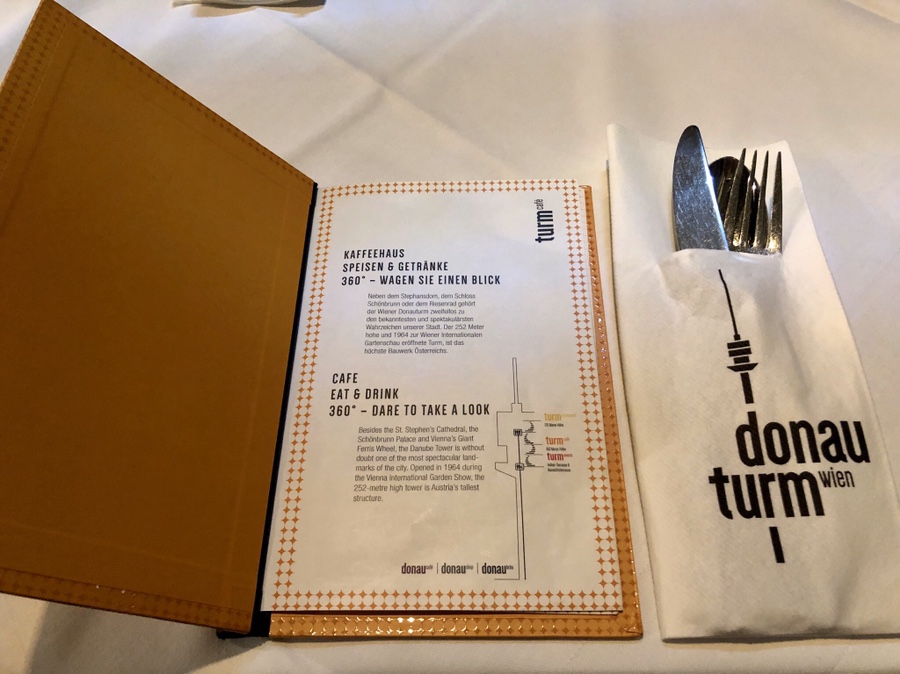 turm café
KAFFEEHAUS
SPEISEN & GETRÄNKE
360° – WAGEN SIE EINEN BLICK
Neben dem Stephansdom, dem Schloss
Schönbrunn oder dem Riesenrad gehört
der Wiener Donauturm zweifellos zu
den bekanntesten und spektakulärsten
Wahrzeichen unserer Stadt. Der 252 Meter
hohe und 1964 zur Wiener Internationalen
Gartenschau eröffnete Turm, ist das
höchste Bauwerk Österreichs.
CAFE
EAT & DRINK
360° – DARE TO TAKE A LOOK
Besides the St. Stephen's Cathedral, the
Schönbrunn Palace and Vienna's Giant
Ferris Wheel, the Danube Tower is without
doubt one of the most spectacular land-
marks of the city. Opened in 1964 during
the Vienna International Garden Show, the
252-metre high tower is Austria's tallest
structure.
turm
turm
turm
donau | donau | donau
donau
turm wien